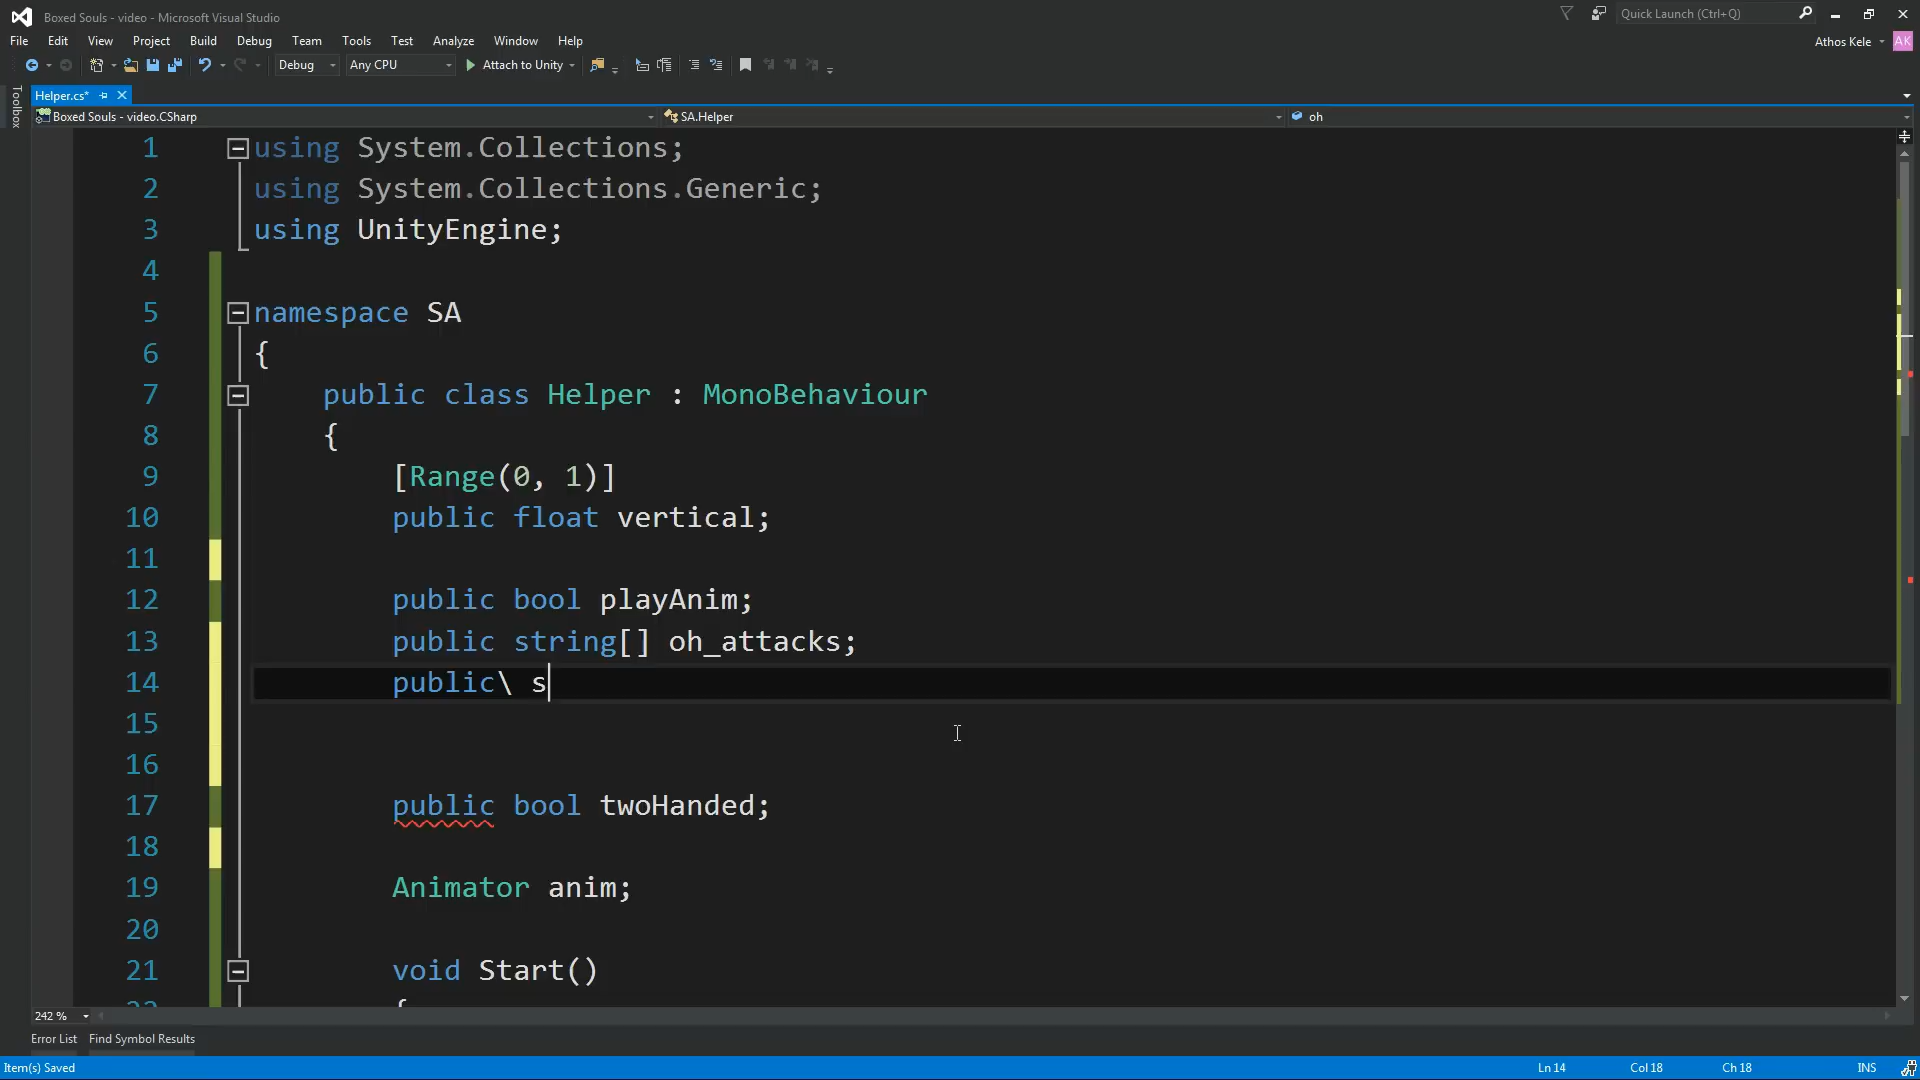 Boxed Souls - video - Microsoft Visual Studio
Quick Launch (Ctrl+Q)
File Edit View Project Build Debug Team Tools Test Analyze Window Help
Athos Kele AK
Debug Any CPU Attach to Unity
Toolbox
Helper.cs*
Boxed Souls - video.CSharp SA.Helper oh
1 using System.Collections;
2 using System.Collections.Generic;
3 using UnityEngine;
4
5 namespace SA
6 {
7 public class Helper : MonoBehaviour
8 {
9 [Range(0, 1)]
10 public float vertical;
11
12 public bool playAnim;
13 public string[] oh_attacks;
14 public\ s
15
16
17 public bool twoHanded;
18
19 Animator anim;
20
21 void Start()
22 {
242 %
Error List Find Symbol Results
Item(s) Saved Ln 14 Col 18 Ch 18 INS